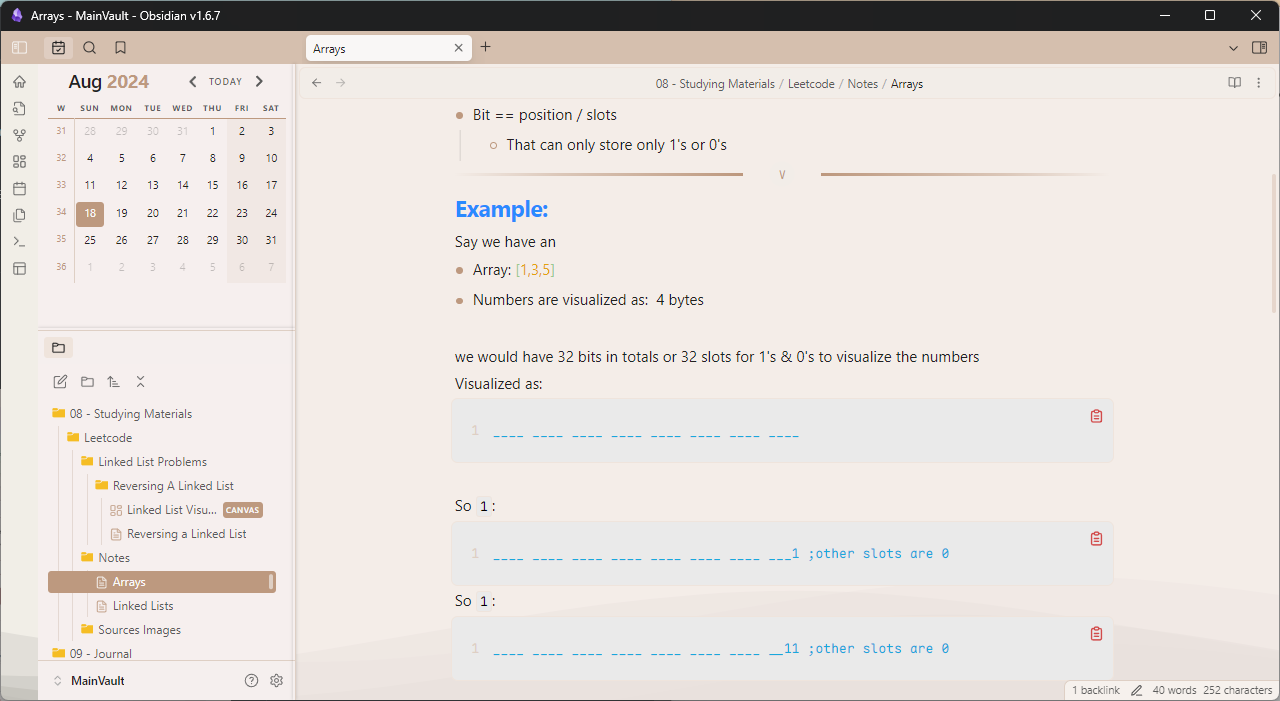 Arrays - MainVault - Obsidian v1.6.7
Arrays
Aug 2024
TODAY
W SUN MON TUE WED THU FRI SAT
31 28 29 30 31 1 2 3
32 4 5 6 7 8 9 10
33 11 12 13 14 15 16 17
34 18 19 20 21 22 23 24
35 25 26 27 28 29 30 31
36 1 2 3 4 5 6 7
08 - Studying Materials
Leetcode
Linked List Problems
Reversing A Linked List
Linked List Visu... CANVAS
Reversing a Linked List
Notes
Arrays
Linked Lists
Sources Images
09 - Journal
MainVault
08 - Studying Materials / Leetcode / Notes / Arrays
Bit == position / slots
That can only store only 1's or 0's
V
Example:
Say we have an
Array: [1,3,5]
Numbers are visualized as: 4 bytes
we would have 32 bits in totals or 32 slots for 1's & 0's to visualize the numbers
Visualized as:
1 ____ ____ ____ ____ ____ ____ ____ ____
So 1:
1 ____ ____ ____ ____ ____ ____ ____ ___1 ;other slots are 0
So 1:
1 ____ ____ ____ ____ ____ ____ ____ __11 ;other slots are 0
1 backlink 40 words 252 characters